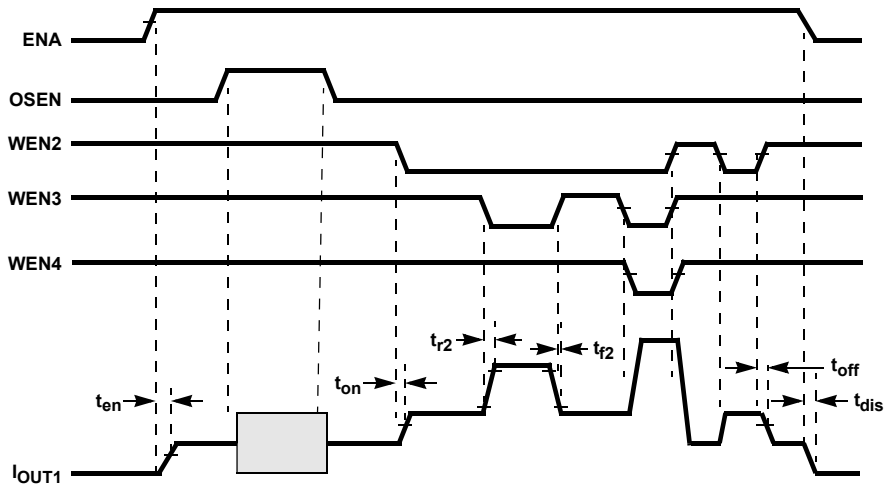 ENA
OSEN
WEN2
WEN3
WEN4
tr2
tf2
ton
toff
ten
tdis
IOUT1